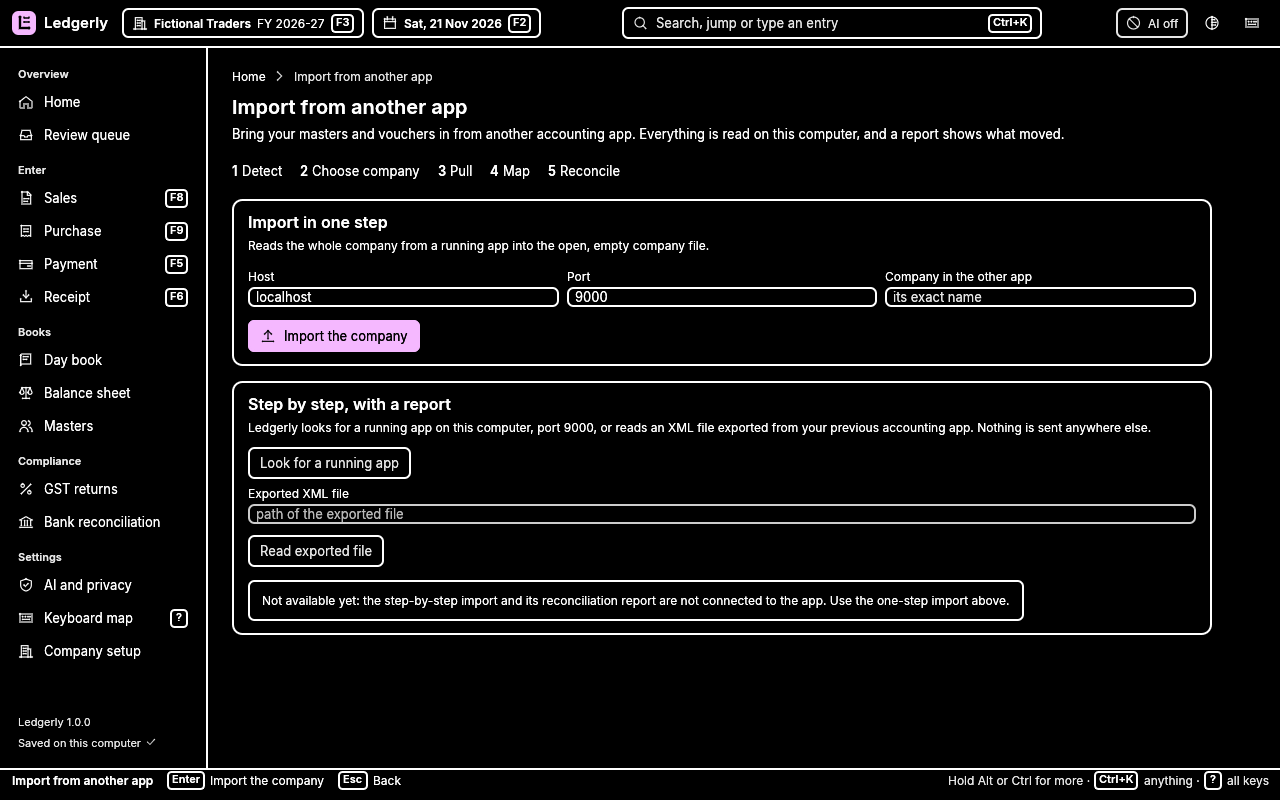 Ledgerly
Fictional Traders FY 2026-27 F3
Sat, 21 Nov 2026 F2
Search, jump or type an entry Ctrl+K
AI off
Overview
Home
Review queue
Enter
Sales F8
Purchase F9
Payment F5
Receipt F6
Books
Day book
Balance sheet
Masters
Compliance
GST returns
Bank reconciliation
Settings
AI and privacy
Keyboard map ?
Company setup
Ledgerly 1.0.0
Saved on this computer
Home Import from another app
Import from another app
Bring your masters and vouchers in from another accounting app. Everything is read on this computer, and a report shows what moved.
1 Detect 2 Choose company 3 Pull 4 Map 5 Reconcile
Import in one step
Reads the whole company from a running app into the open, empty company file.
Host Port Company in the other app
localhost 9000 its exact name
Import the company
Step by step, with a report
Ledgerly looks for a running app on this computer, port 9000, or reads an XML file exported from your previous accounting app. Nothing is sent anywhere else.
Look for a running app
Exported XML file
path of the exported file
Read exported file
Not available yet: the step-by-step import and its reconciliation report are not connected to the app. Use the one-step import above.
Import from another app Enter Import the company Esc Back
Hold Alt or Ctrl for more · Ctrl+K anything · ? all keys